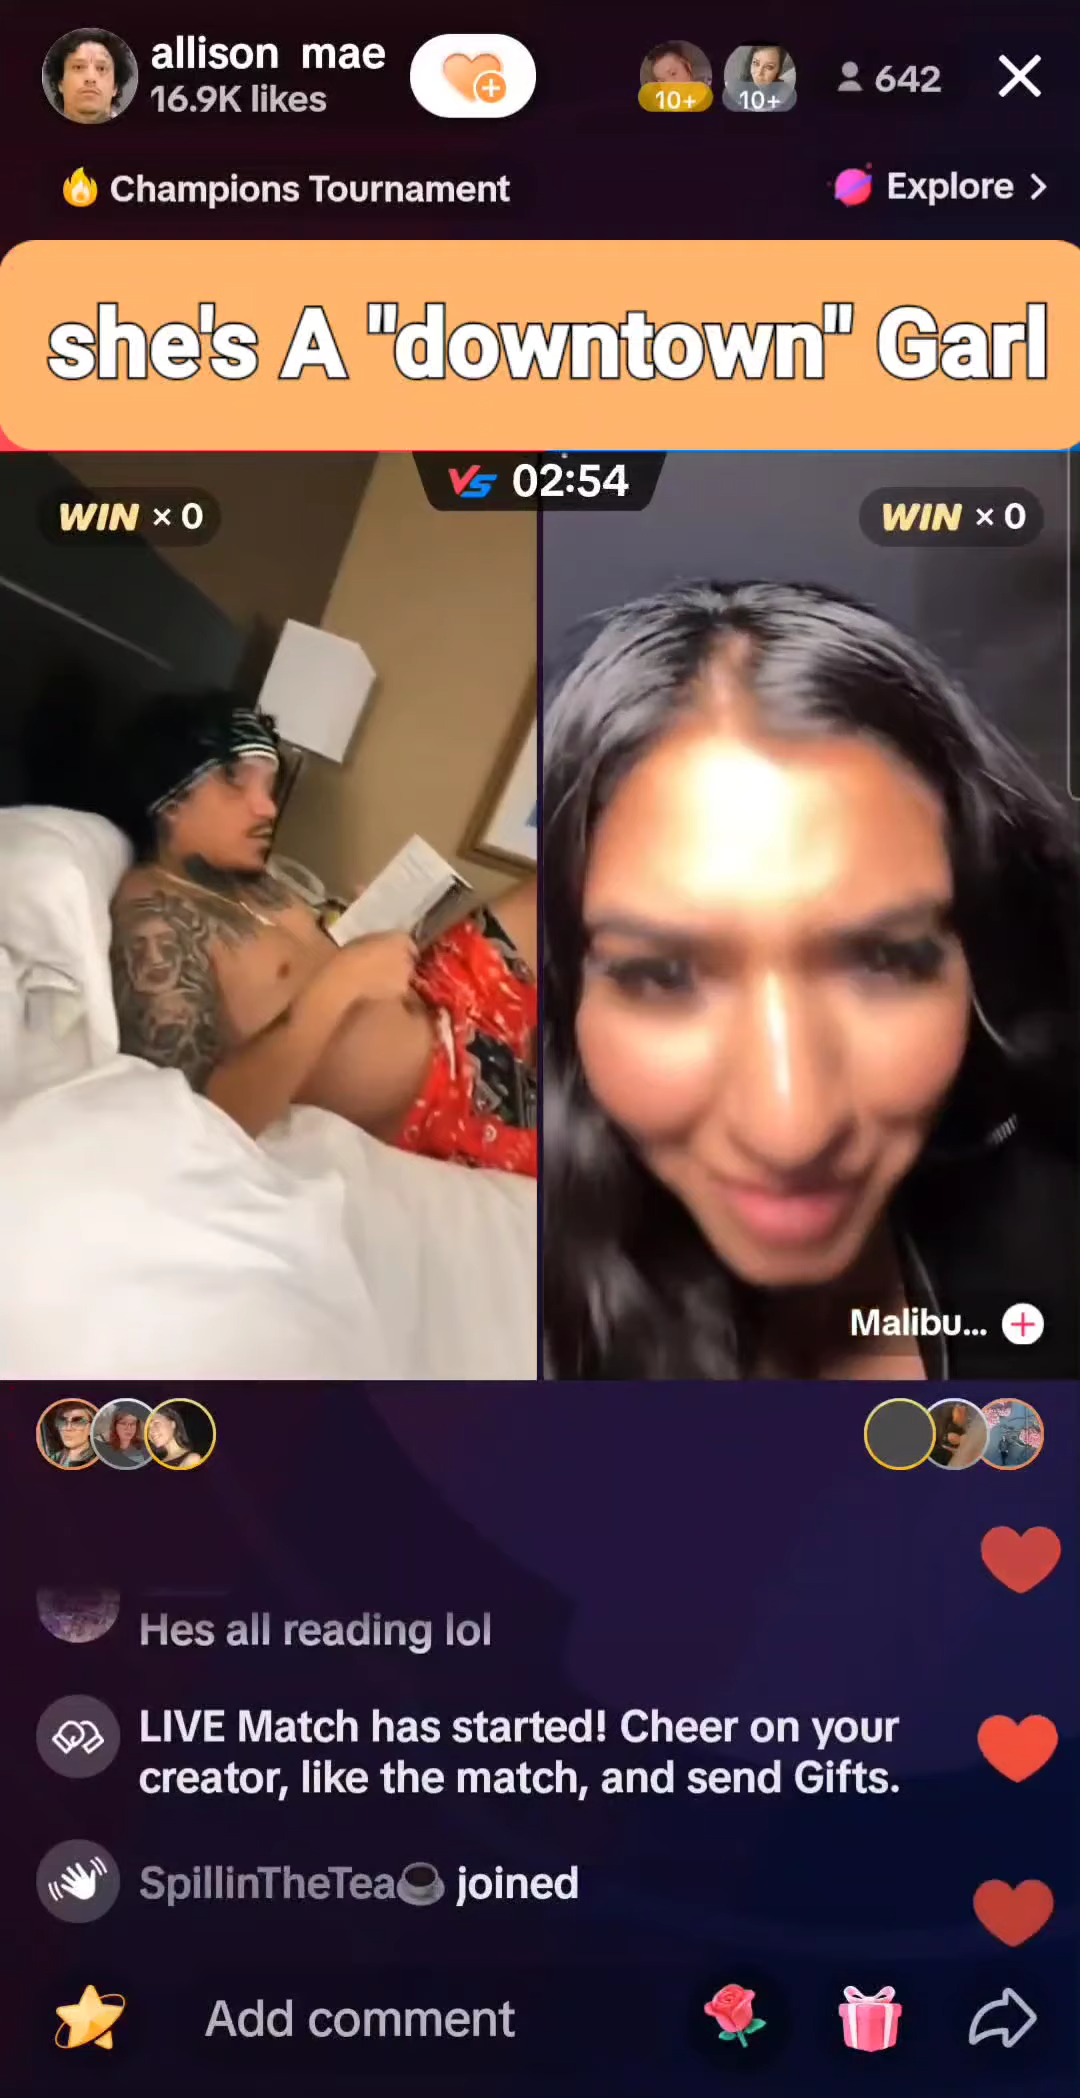 allison mae
16.9K likes
10+
10+
642
Champions Tournament
Explore >
she's A "downtown" Garl
VS 02:54
WIN × 0
WIN × 0
Malibu...
Hes all reading lol
LIVE Match has started! Cheer on your
creator, like the match, and send Gifts.
SpillinTheTea☕ joined
Add comment